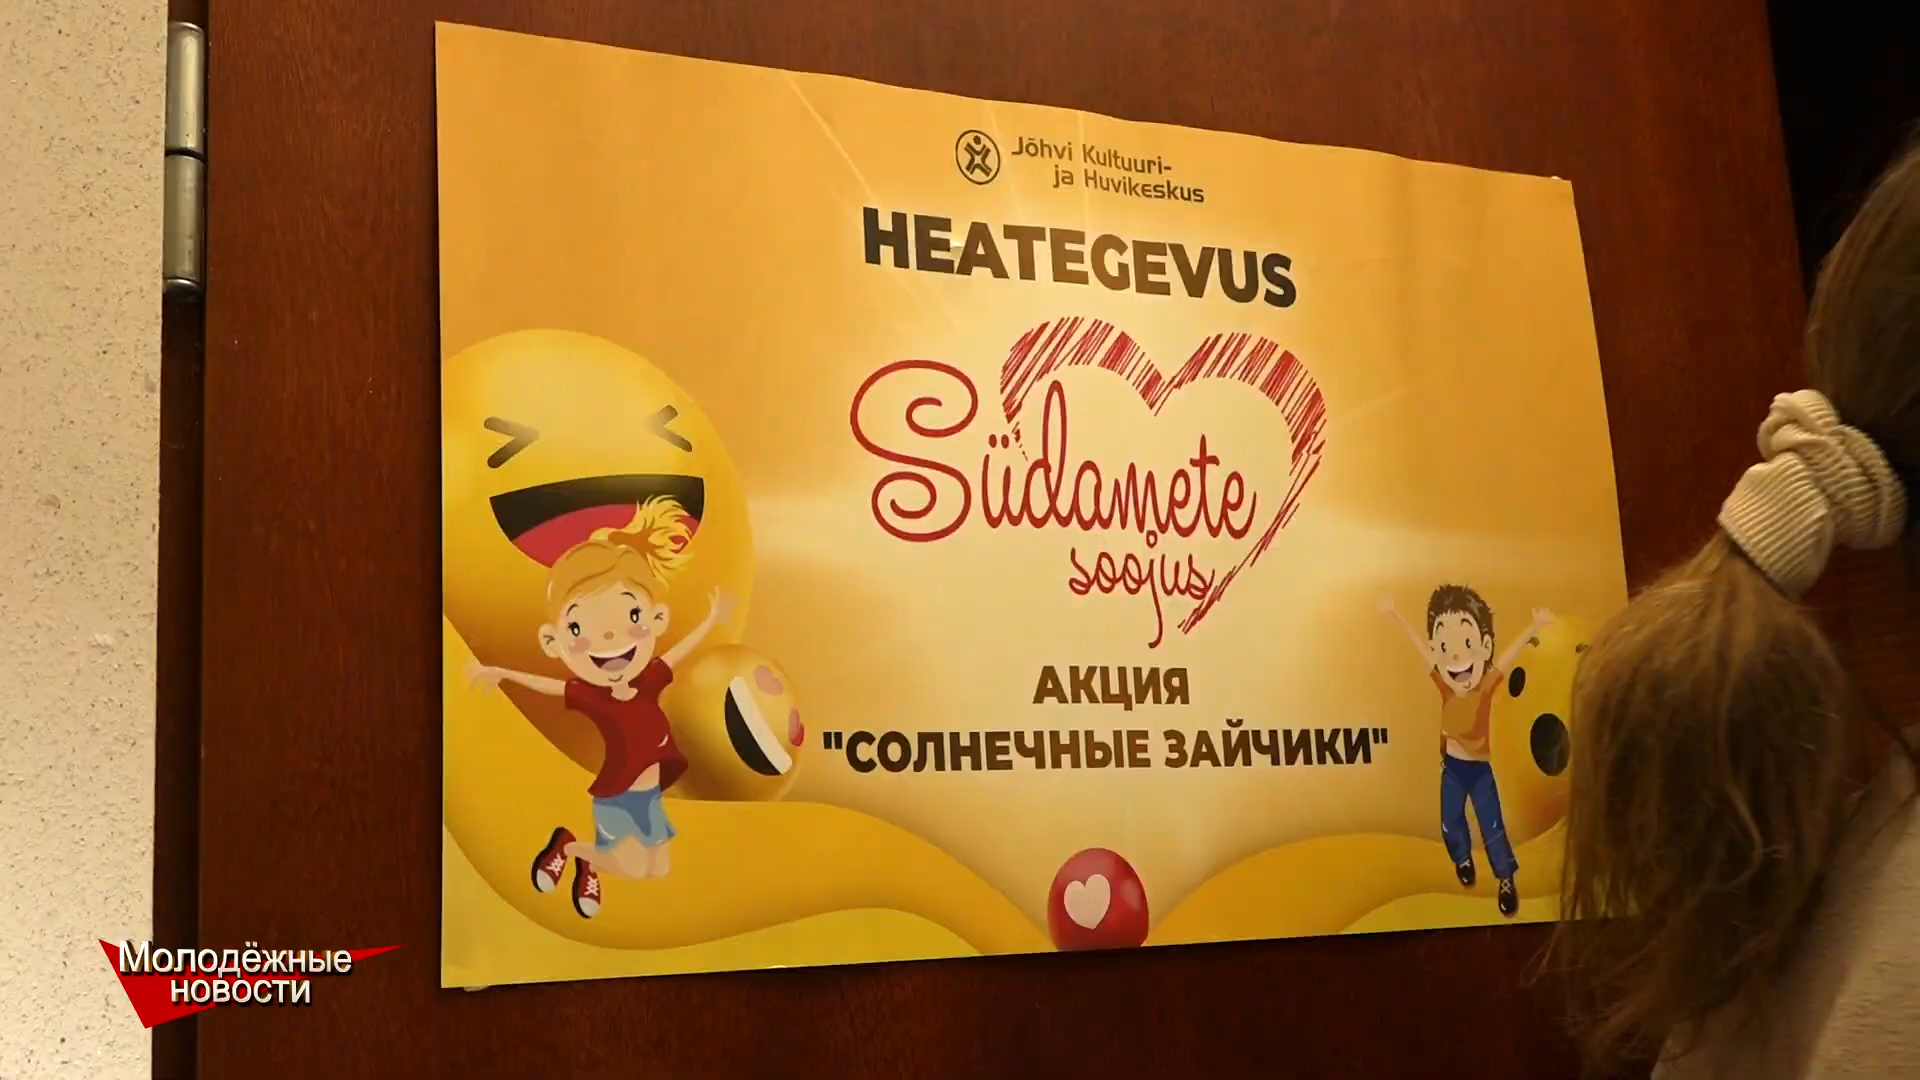 Jõhvi Kultuuri-
ja Huvikeskus
HEATEGEVUS
Südamete
soojus
АКЦИЯ
"СОЛНЕЧНЫЕ ЗАЙЧИКИ"
Молодёжные
новости